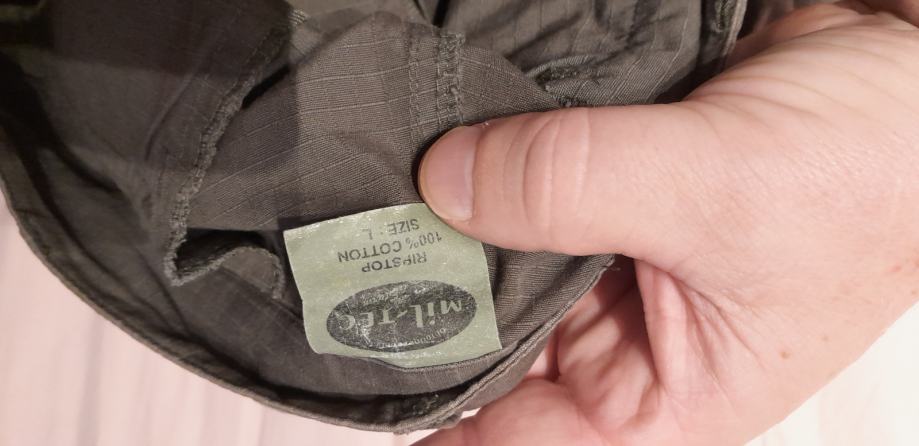 MiL-TEC
RIPSTOP
100% COTTON
SIZE : L